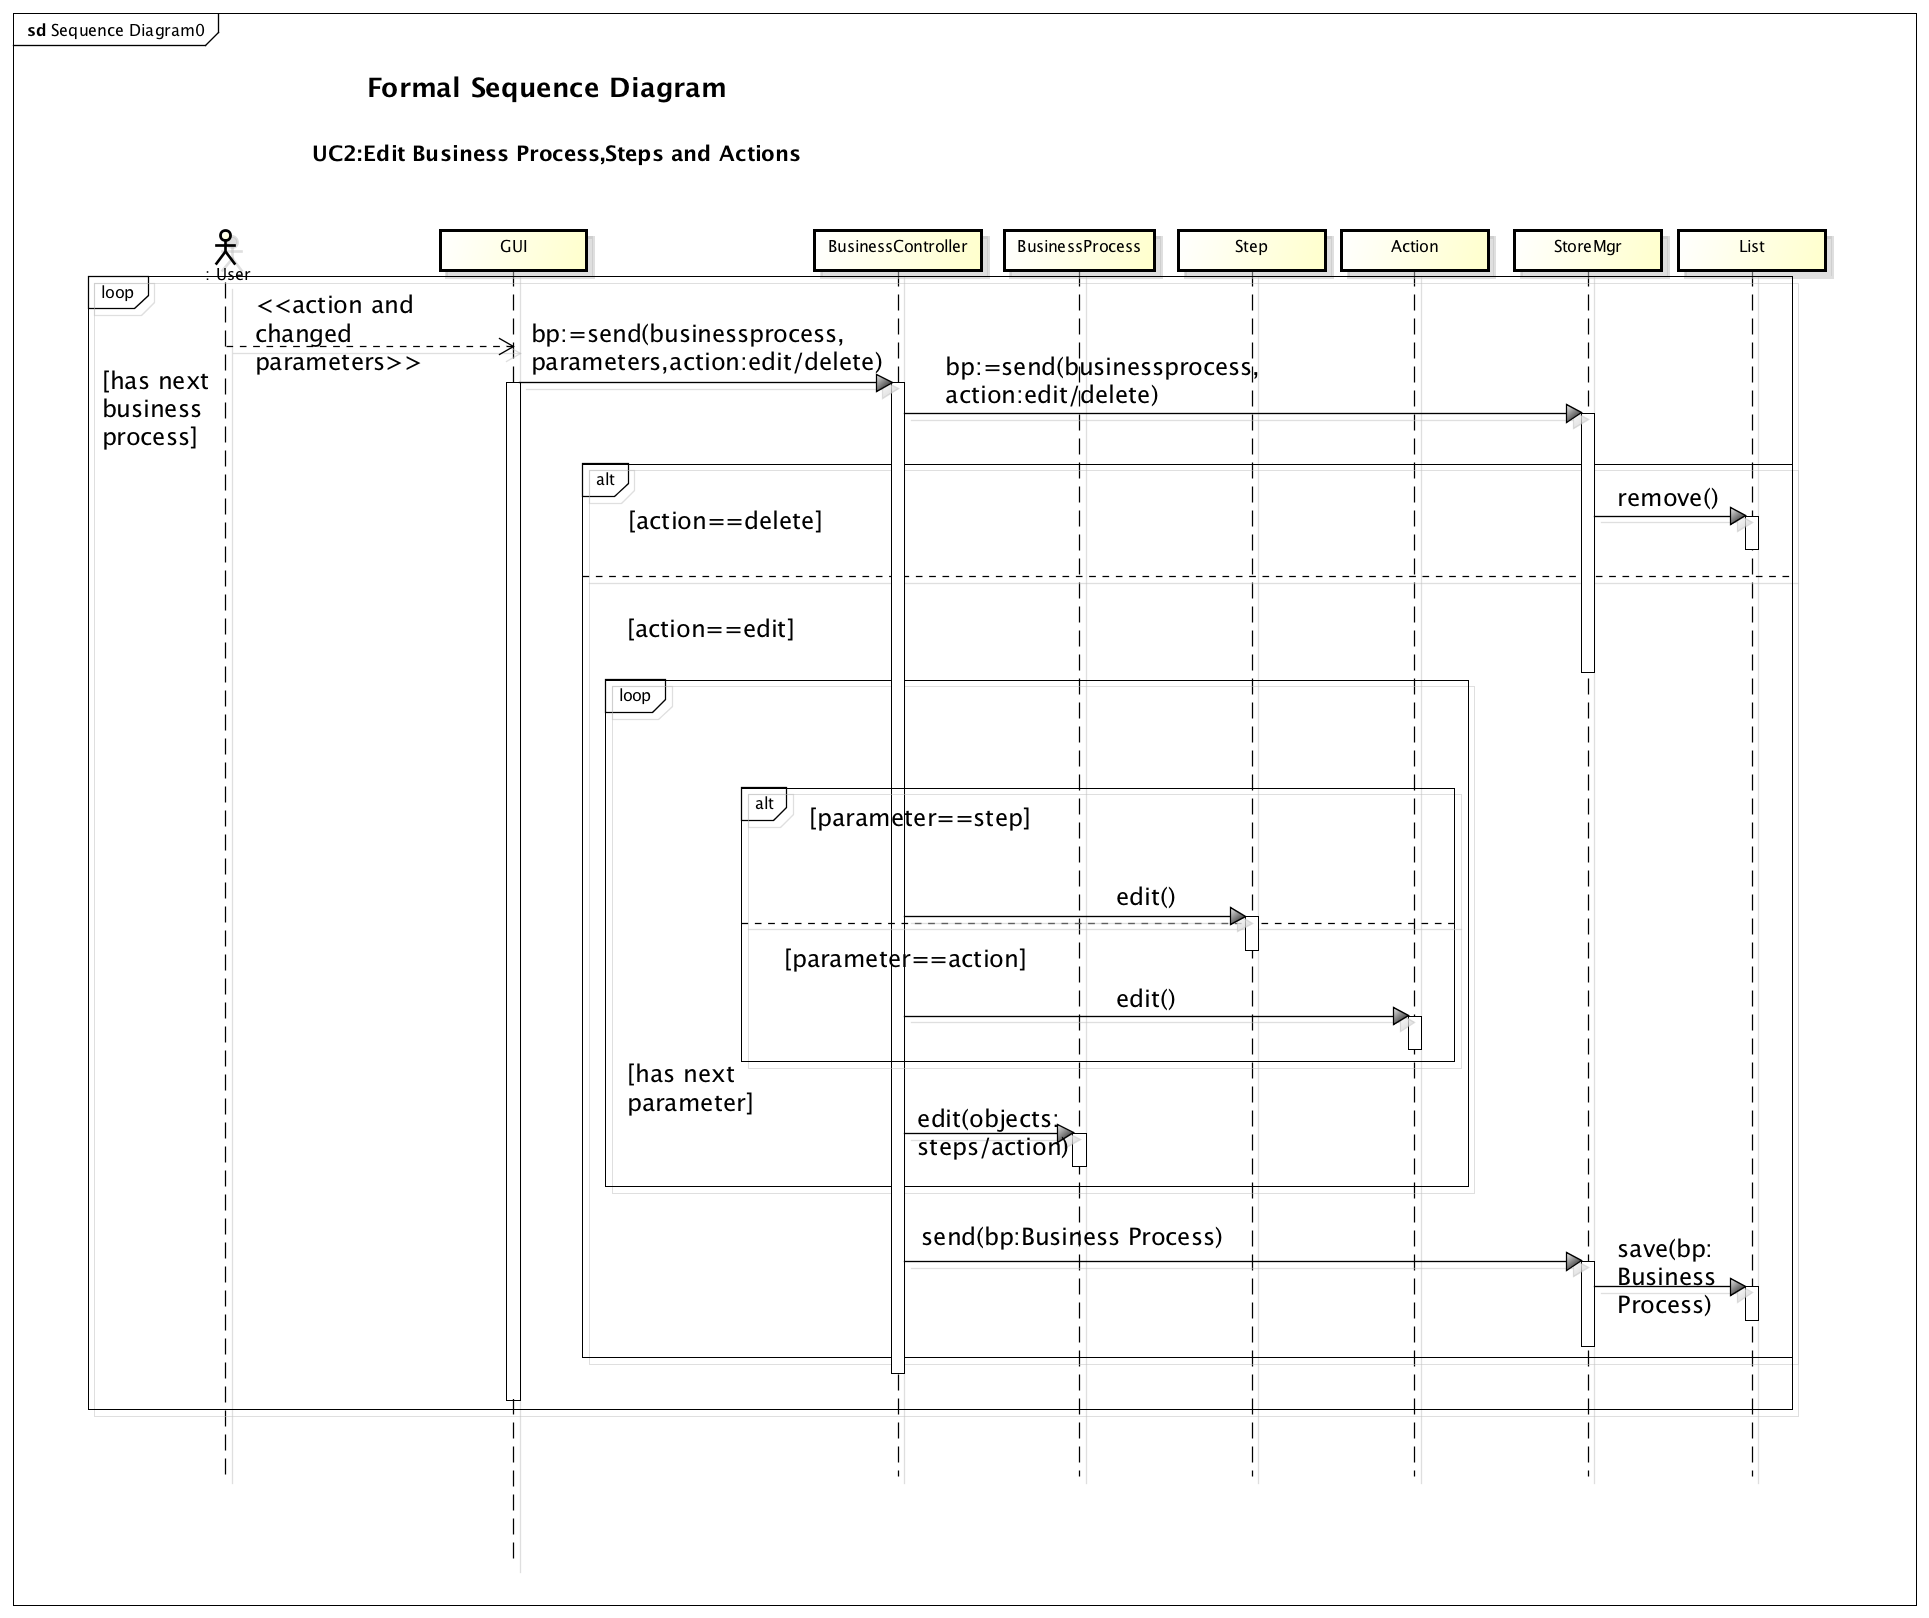 sd Sequence Diagram0
Formal Sequence Diagram
UC2:Edit Business Process,Steps and Actions
: User
GUI
BusinessController
BusinessProcess
Step
Action
StoreMgr
List
loop
<<action and
changed
parameters>>
[has next
business
process]
bp:=send(businessprocess,
parameters,action:edit/delete)
bp:=send(businessprocess,
action:edit/delete)
alt
[action==delete]
remove()
[action==edit]
loop
alt
[parameter==step]
edit()
[parameter==action]
edit()
[has next
parameter]
edit(objects:
steps/action)
send(bp:Business Process)
save(bp:
Business
Process)